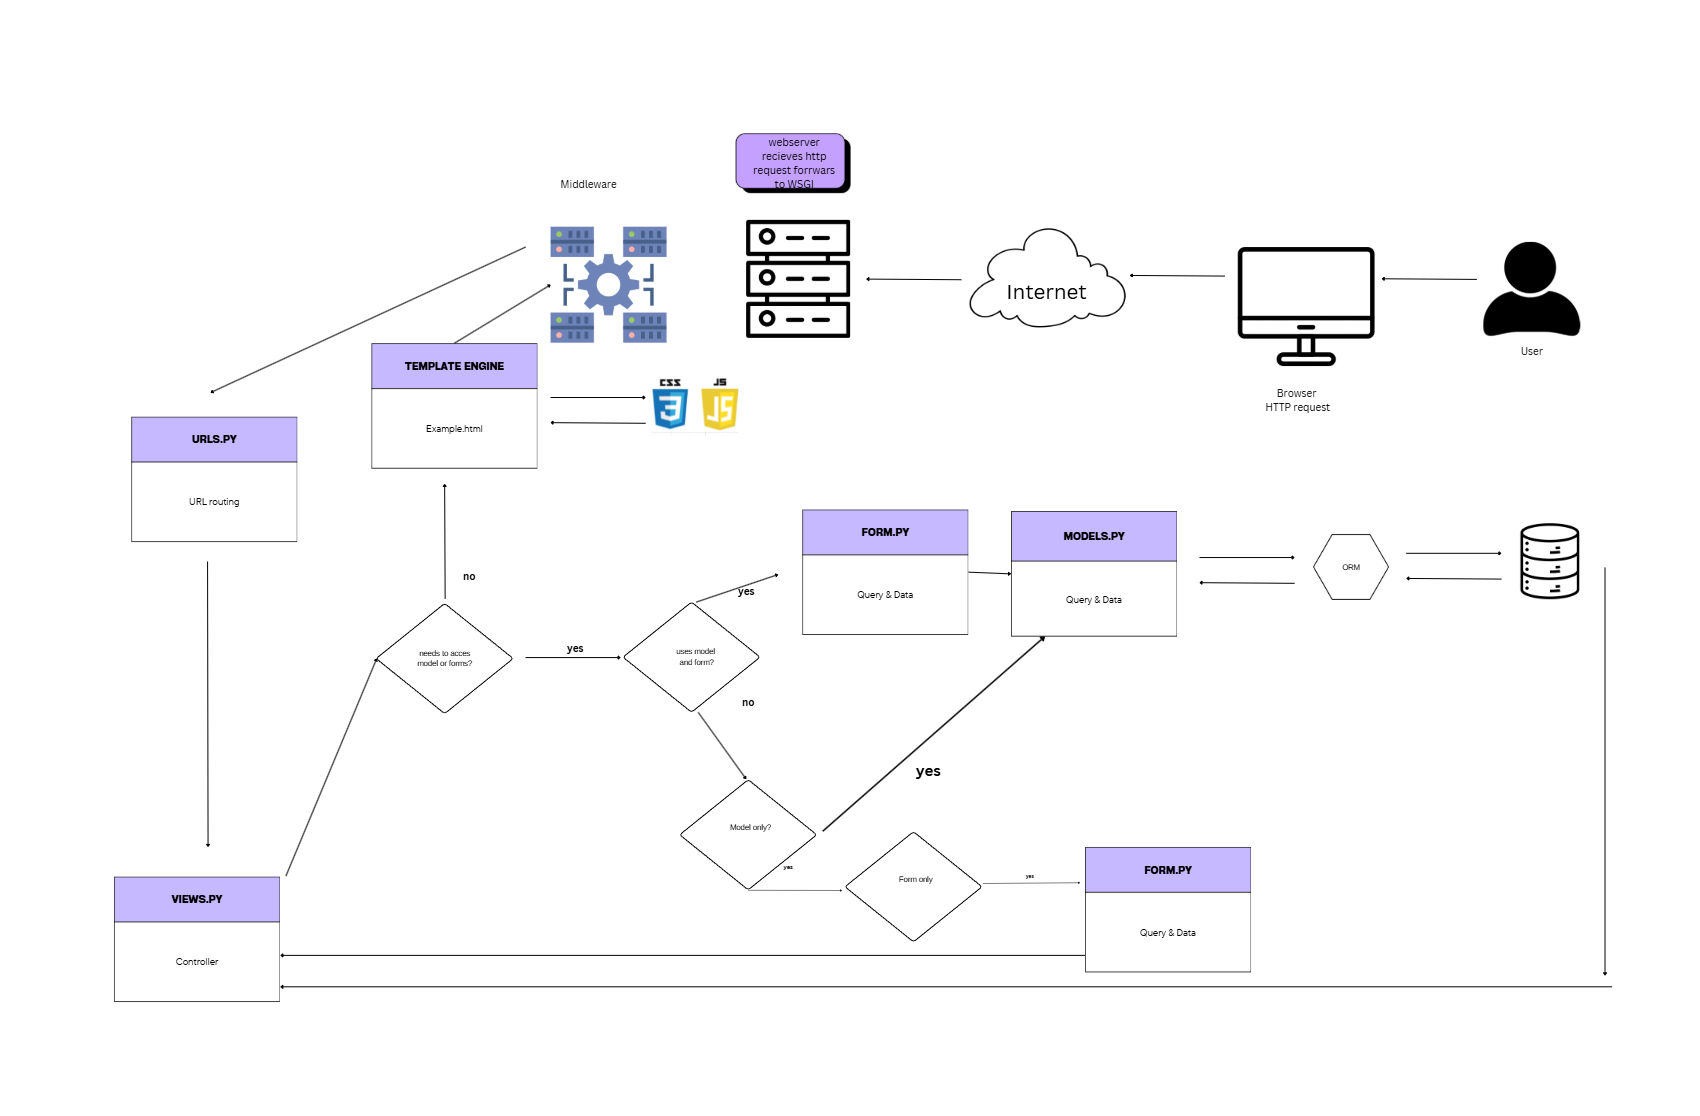 webserver
recieves http
request forrwars
to WSGI
Middleware
Internet
User
Browser
HTTP request
TEMPLATE ENGINE
Example.html
CSS
3
JS
JS
URLS.PY
URL routing
no
needs to acces
model or forms?
yes
uses model
and form?
yes
no
FORM.PY
Query & Data
MODELS.PY
Query & Data
ORM
yes
Model only?
yes
Form only
yes
FORM.PY
Query & Data
VIEWS.PY
Controller